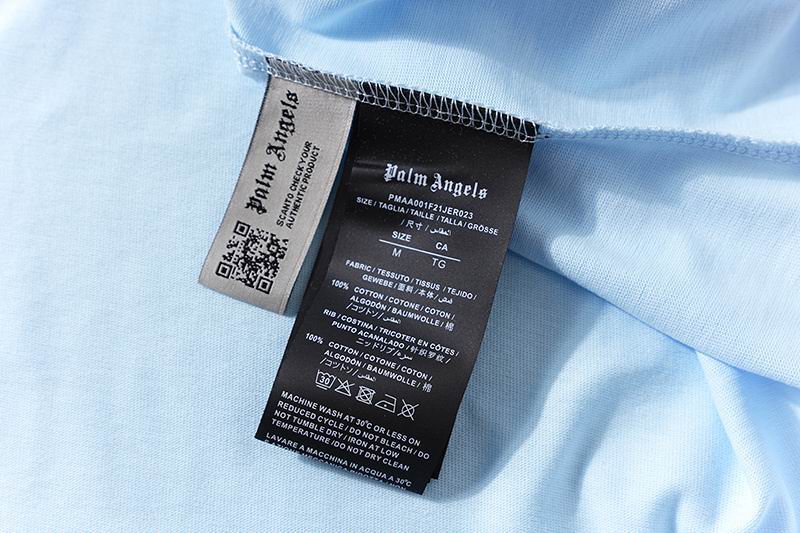 Palm Angels
SCAN TO CHECK YOUR
AUTHENTIC PRODUCT
Palm Angels
PMAA001F21JER023
SIZE / TAGLIA / TAILLE / TALLA / GRÖSSE
/ 尺寸 / المقاس
SIZE CA
M TG
FABRIC / TESSUTO / TISSUS / TEJIDO /
GEWEBE / 面料 / 本体 / قماش
100% COTTON / COTONE / COTON /
ALGODÓN / BAUMWOLLE / 棉
/ コットン / المقاس
RIB / COSTINA / TRICOTER EN CÔTES /
PUNTO ACANALADO / 针织罗纹 /
ニッドリブ /
100% COTTON / COTONE / COTON /
ALGODÓN / BAUMWOLLE / 棉
/ コットン / المقاس
30
MACHINE WASH AT 30℃ OR LESS ON
REDUCED CYCLE / DO NOT BLEACH / DO
NOT TUMBLE DRY / IRON AT LOW
TEMPERATURE / DO NOT DRY CLEAN
LAVARE A MACCHINA IN ACQUA A 30℃